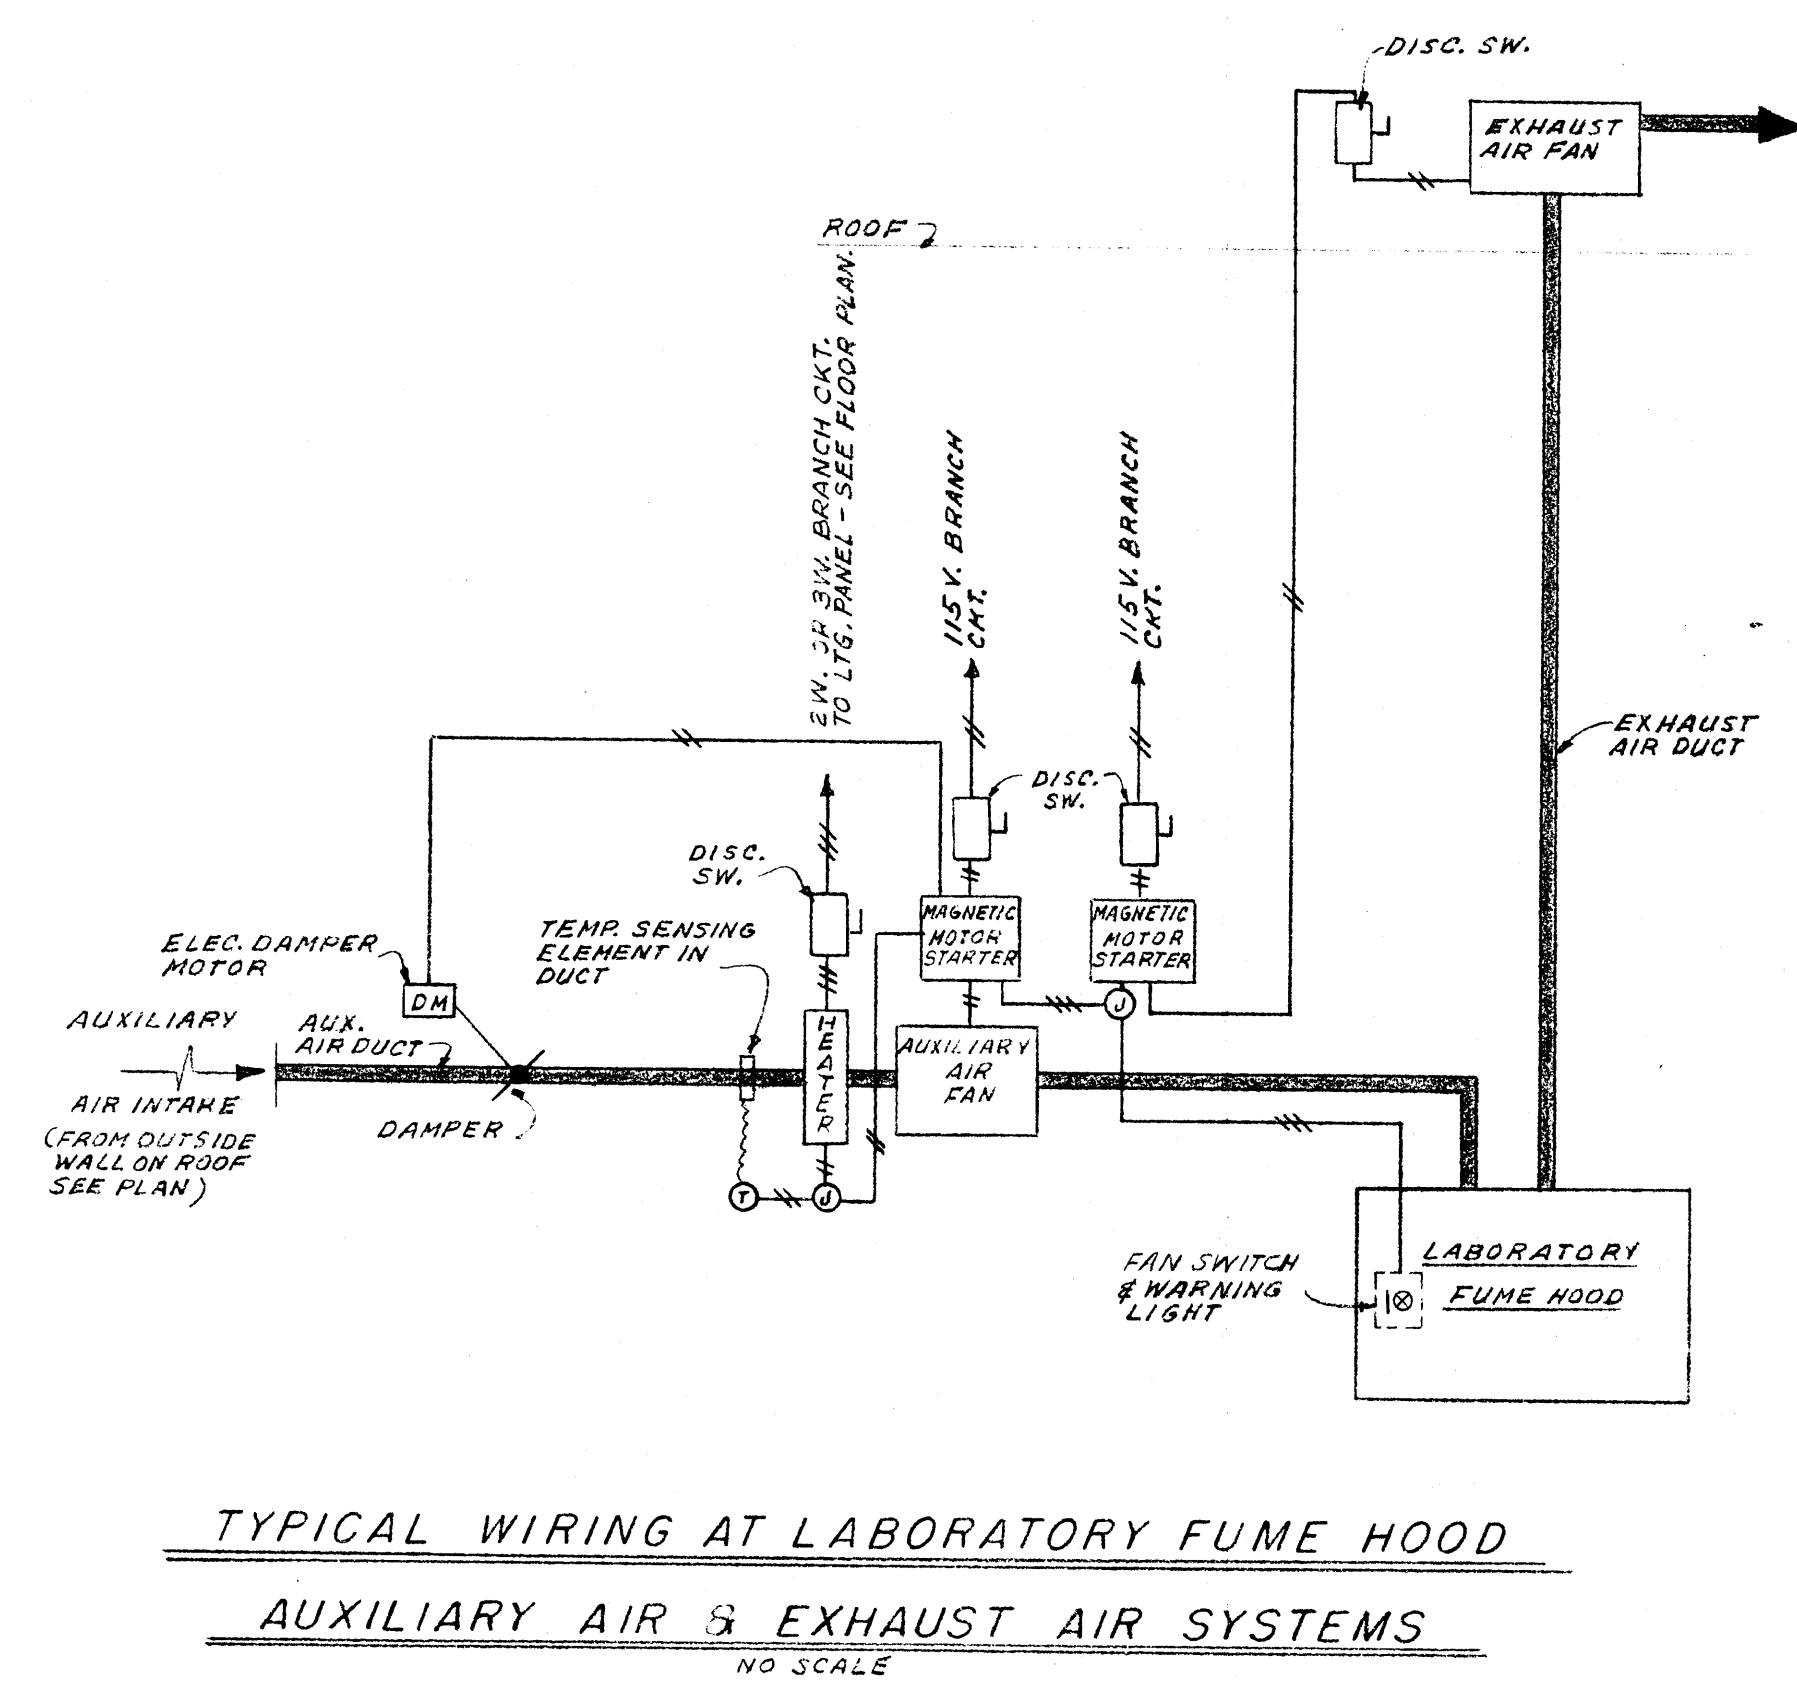 DISC. SW.
EXHAUST
AIR FAN
ROOF
2W. OR 3W. BRANCH CKT.
TO LTG. PANEL - SEE FLOOR PLAN.
115 V. BRANCH
CKT.
115 V. BRANCH
CKT.
EXHAUST
AIR DUCT
DISC.
SW.
DISC.
SW.
MAGNETIC
MOTOR
STARTER
MAGNETIC
MOTOR
STARTER
TEMP. SENSING
ELEMENT IN
DUCT
ELEC. DAMPER
MOTOR
DM
J
AUXILIARY
AUX.
AIR DUCT
HEATER
AUXILIARY
AIR
FAN
AIR INTAKE
(FROM OUTSIDE
WALL ON ROOF
SEE PLAN)
DAMPER
T
J
LABORATORY
FUME HOOD
FAN SWITCH
& WARNING
LIGHT
TYPICAL WIRING AT LABORATORY FUME HOOD
AUXILIARY AIR & EXHAUST AIR SYSTEMS
NO SCALE